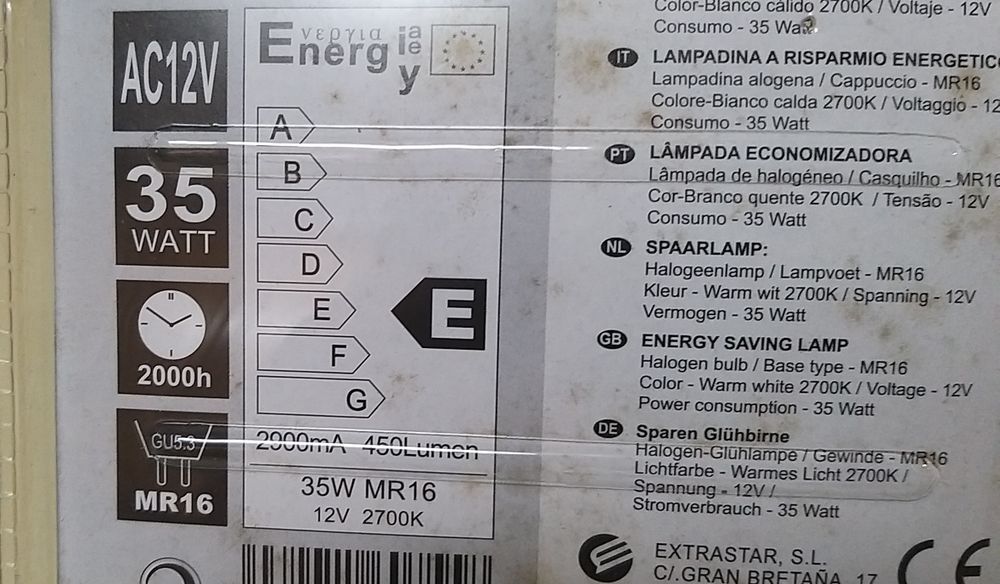 AC12V
35
WATT
2000h
GU5.3
MR16
Ενεργια
Energ ia
ie
y
A
B
C
D
E
F
G
E
2900mA 450Lumen
35W MR16
12V 2700K
Color-Blanco cálido 2700K / Voltaje - 12V
Consumo - 35 Wa
IT LAMPADINA A RISPARMIO ENERGETICO
Lampadina alogena / Cappuccio - MR16
Colore-Bianco calda 2700K / Voltaggio - 12
Consumo - 35 Watt
PT LÂMPADA ECONOMIZADORA
Lâmpada de halogéneo / Casquilho - MR16
Cor-Branco quente 2700K / Tensão - 12V
Consumo - 35 Watt
NL SPAARLAMP:
Halogeenlamp / Lampvoet - MR16
Kleur - Warm wit 2700K / Spanning - 12V
Vermogen - 35 Watt
GB ENERGY SAVING LAMP
Halogen bulb / Base type - MR16
Color - Warm white 2700K / Voltage - 12V
Power consumption - 35 Watt
DE Sparen Glühbirne
Halogen-Glühlampe / Gewinde - MR16
Lichtfarbe - Warmes Licht 2700K /
Spannung - 12V /
Stromverbrauch - 35 Watt
EXTRASTAR, S.L.
C/.GRAN BRETAÑA, 17
CE